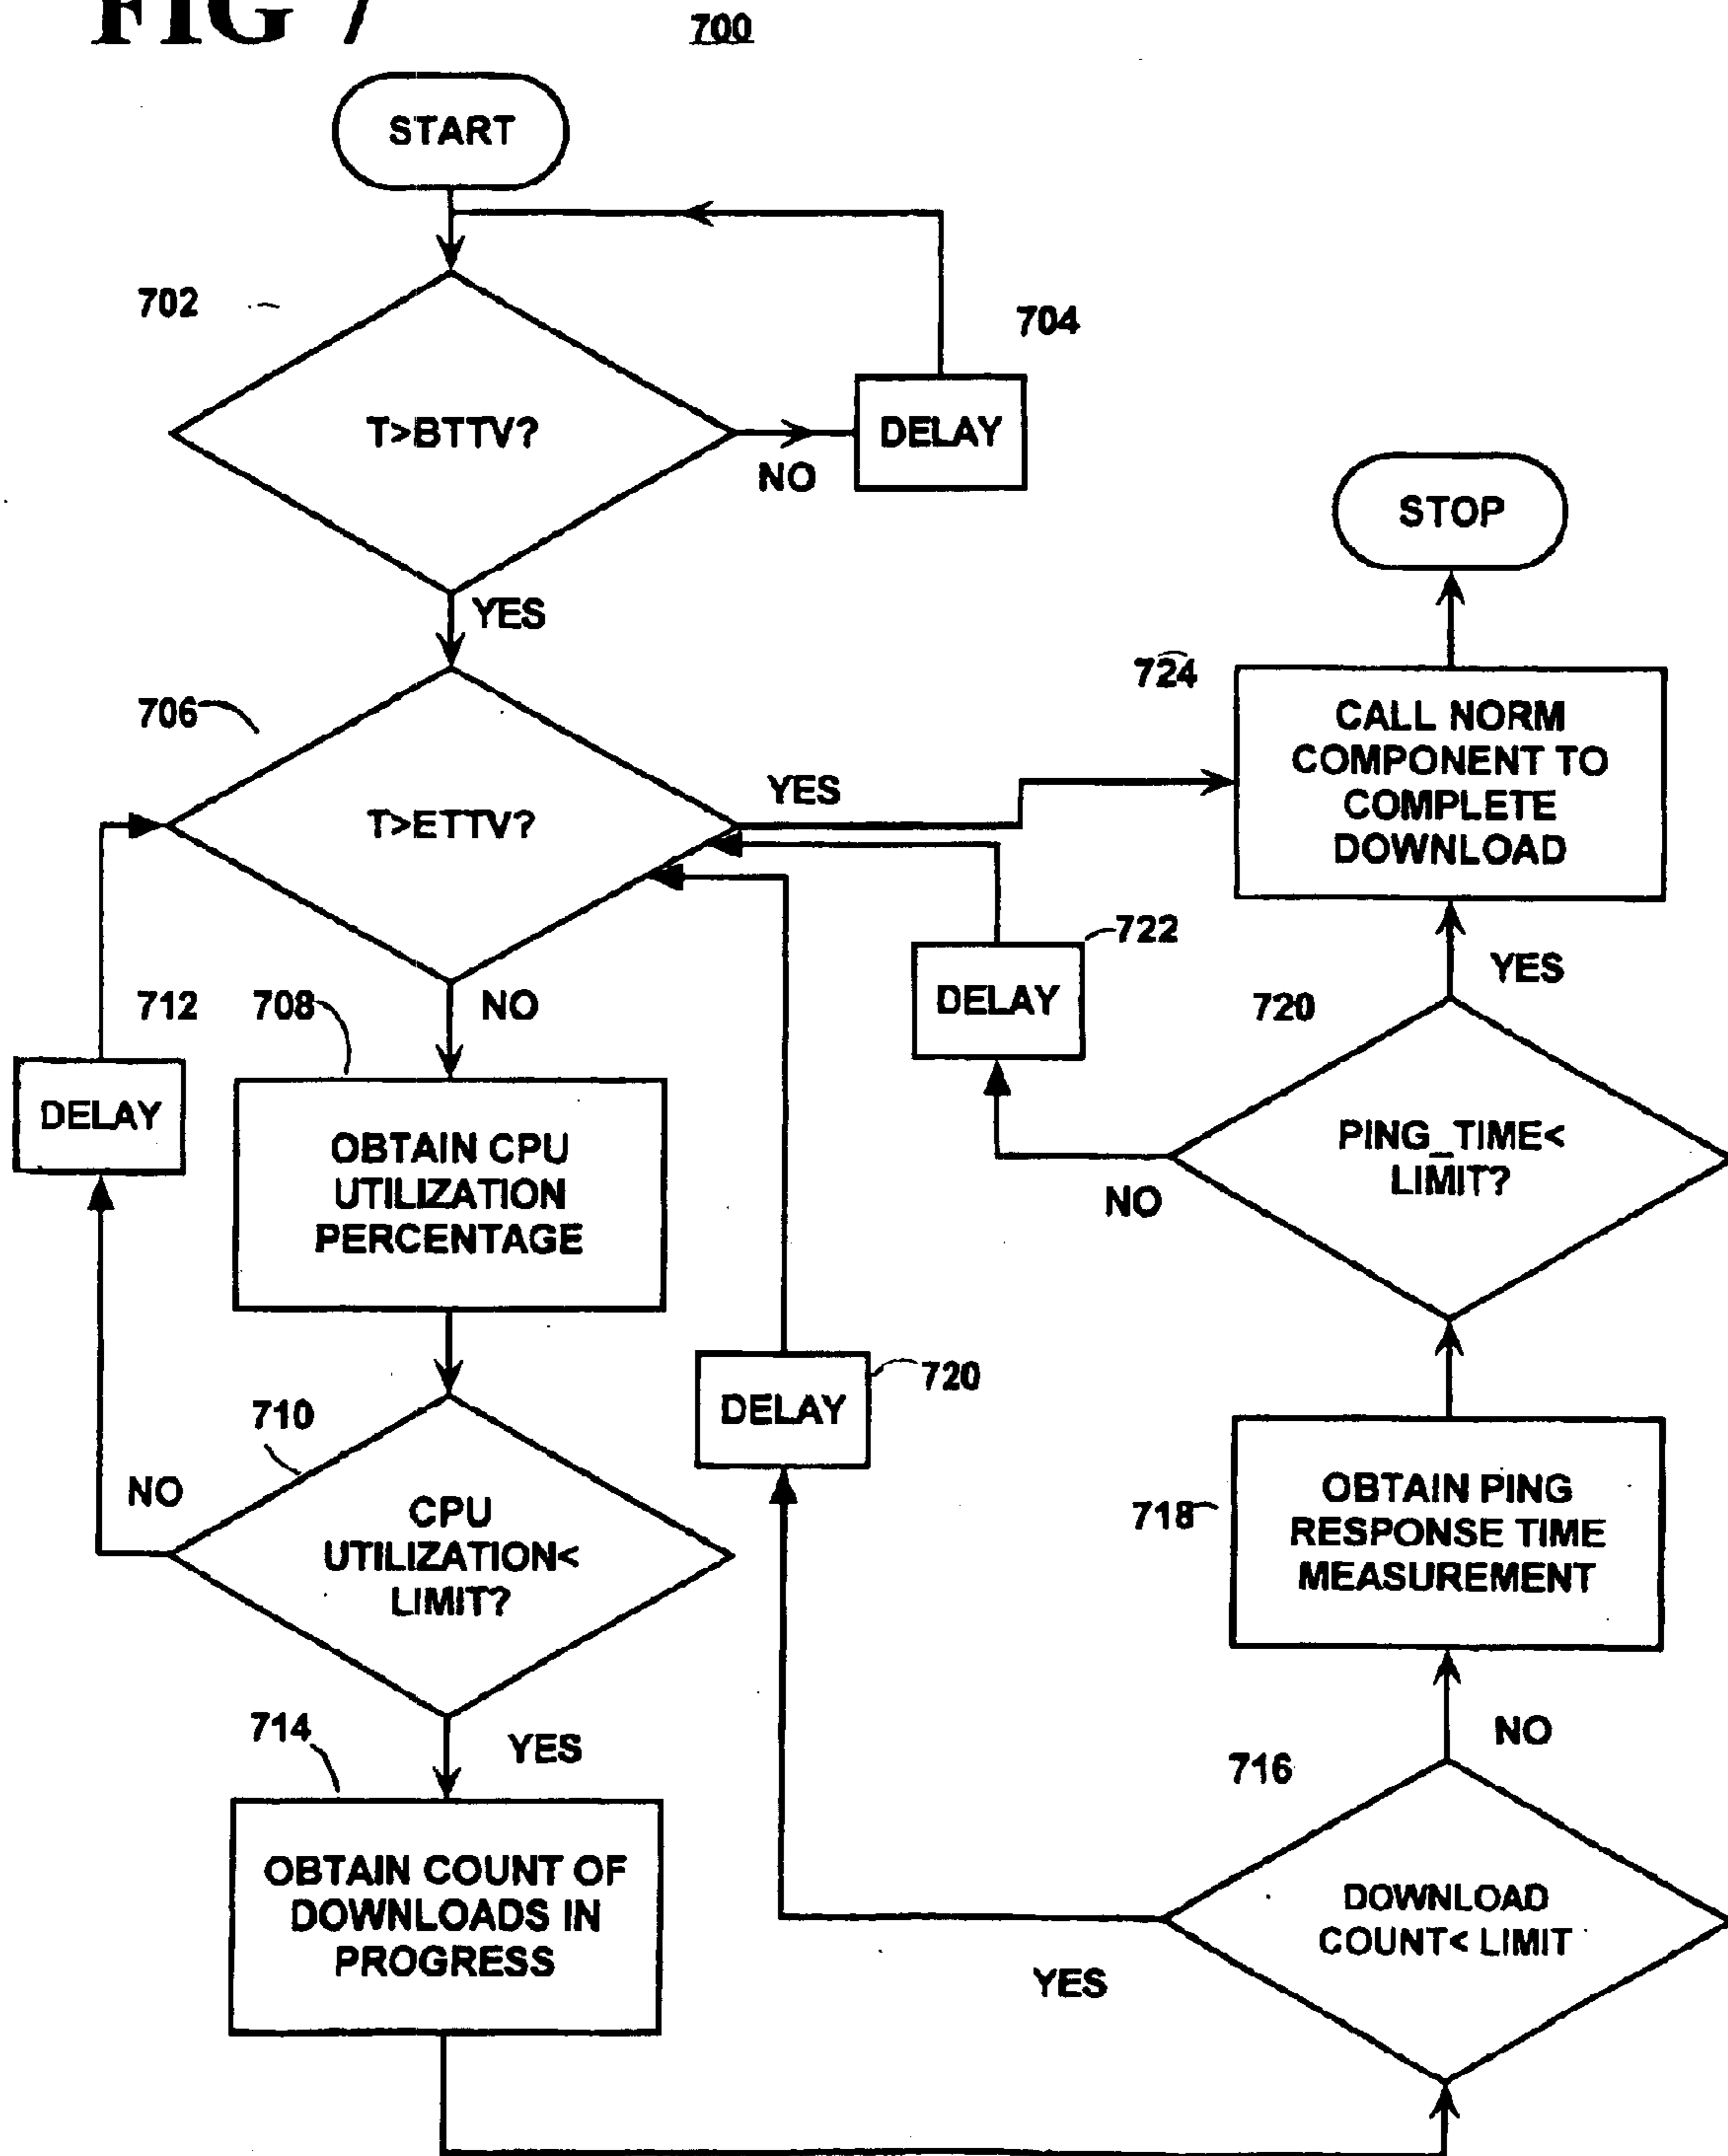 FIG 7
700
START
702
704
T>BTTV?
DELAY
NO
YES
STOP
706
724
T>ETTV?
YES
CALL NORM
COMPONENT TO
COMPLETE
DOWNLOAD
722
DELAY
YES
712
708
NO
720
DELAY
OBTAIN CPU
UTILIZATION
PERCENTAGE
PING_TIME<
LIMIT?
NO
720
DELAY
710
NO
CPU
UTILIZATION<
LIMIT?
718
OBTAIN PING
RESPONSE TIME
MEASUREMENT
714
YES
NO
716
OBTAIN COUNT OF
DOWNLOADS IN
PROGRESS
DOWNLOAD
COUNT< LIMIT
YES